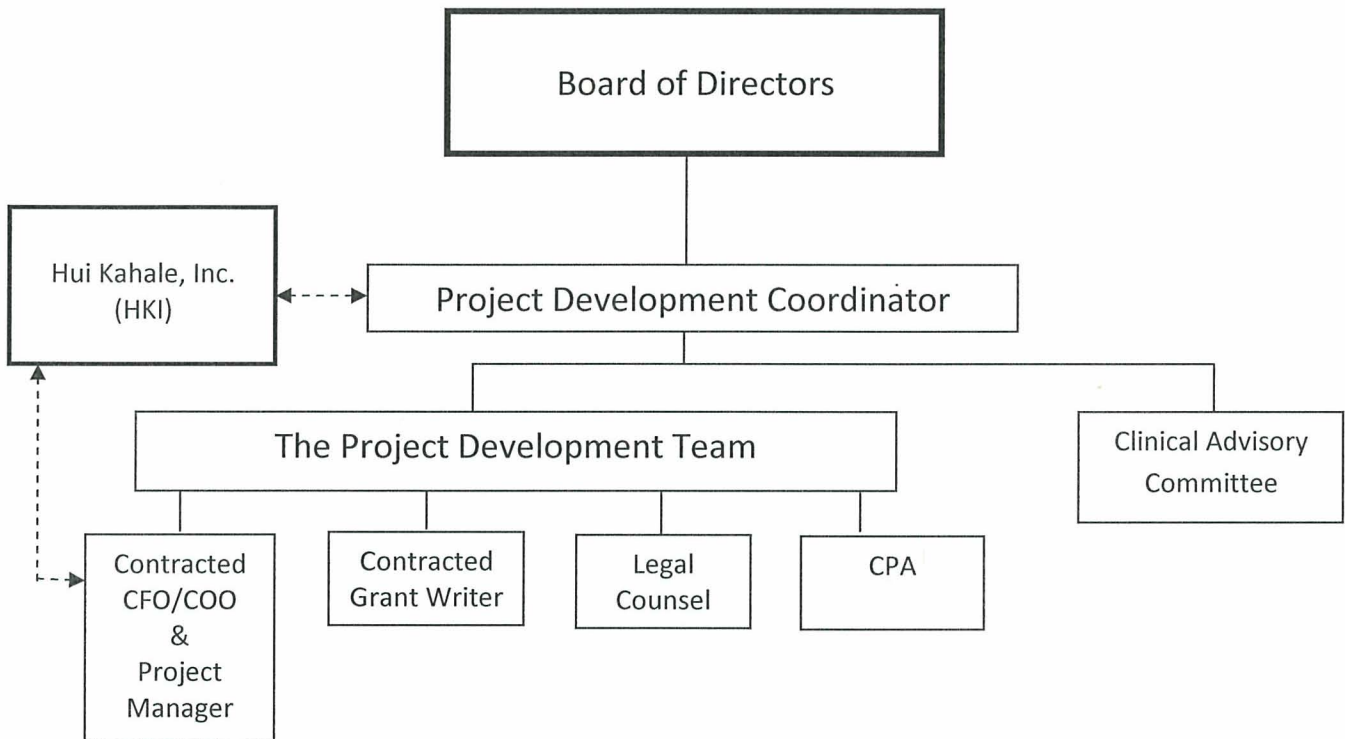 Board of Directors
Hui Kahale, Inc.
(HKI)
Project Development Coordinator
The Project Development Team
Clinical Advisory
Committee
Contracted
CFO/COO
&
Project
Manager
Contracted
Grant Writer
Legal
Counsel
CPA